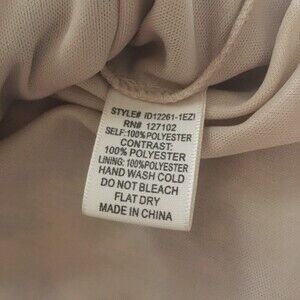 STYLE# ID12261-1EZI
RN# 127102
SELF:100%POLYESTER
CONTRAST:
100% POLYESTER
LINING: 100%POLYESTER
HAND WASH COLD
DO NOT BLEACH
FLAT DRY
MADE IN CHINA